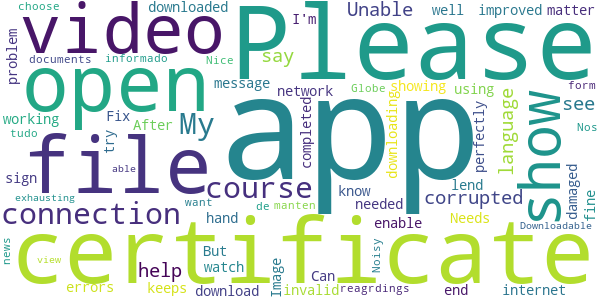 choose downloaded Unable well improved matter
problem video I'm
documents informado Nice say Please
open message network Globe showing using
working Fix My downloading language see
tudo try After completed perfectly form
file app show Nos
sign able course know lend damaged
exhausting want needed corrupted fine
connection de manten enable Needs Downloadable
hand
certificate
news But Image Can Noisy
view help watch
errors keeps download invalid reagrdings end internet